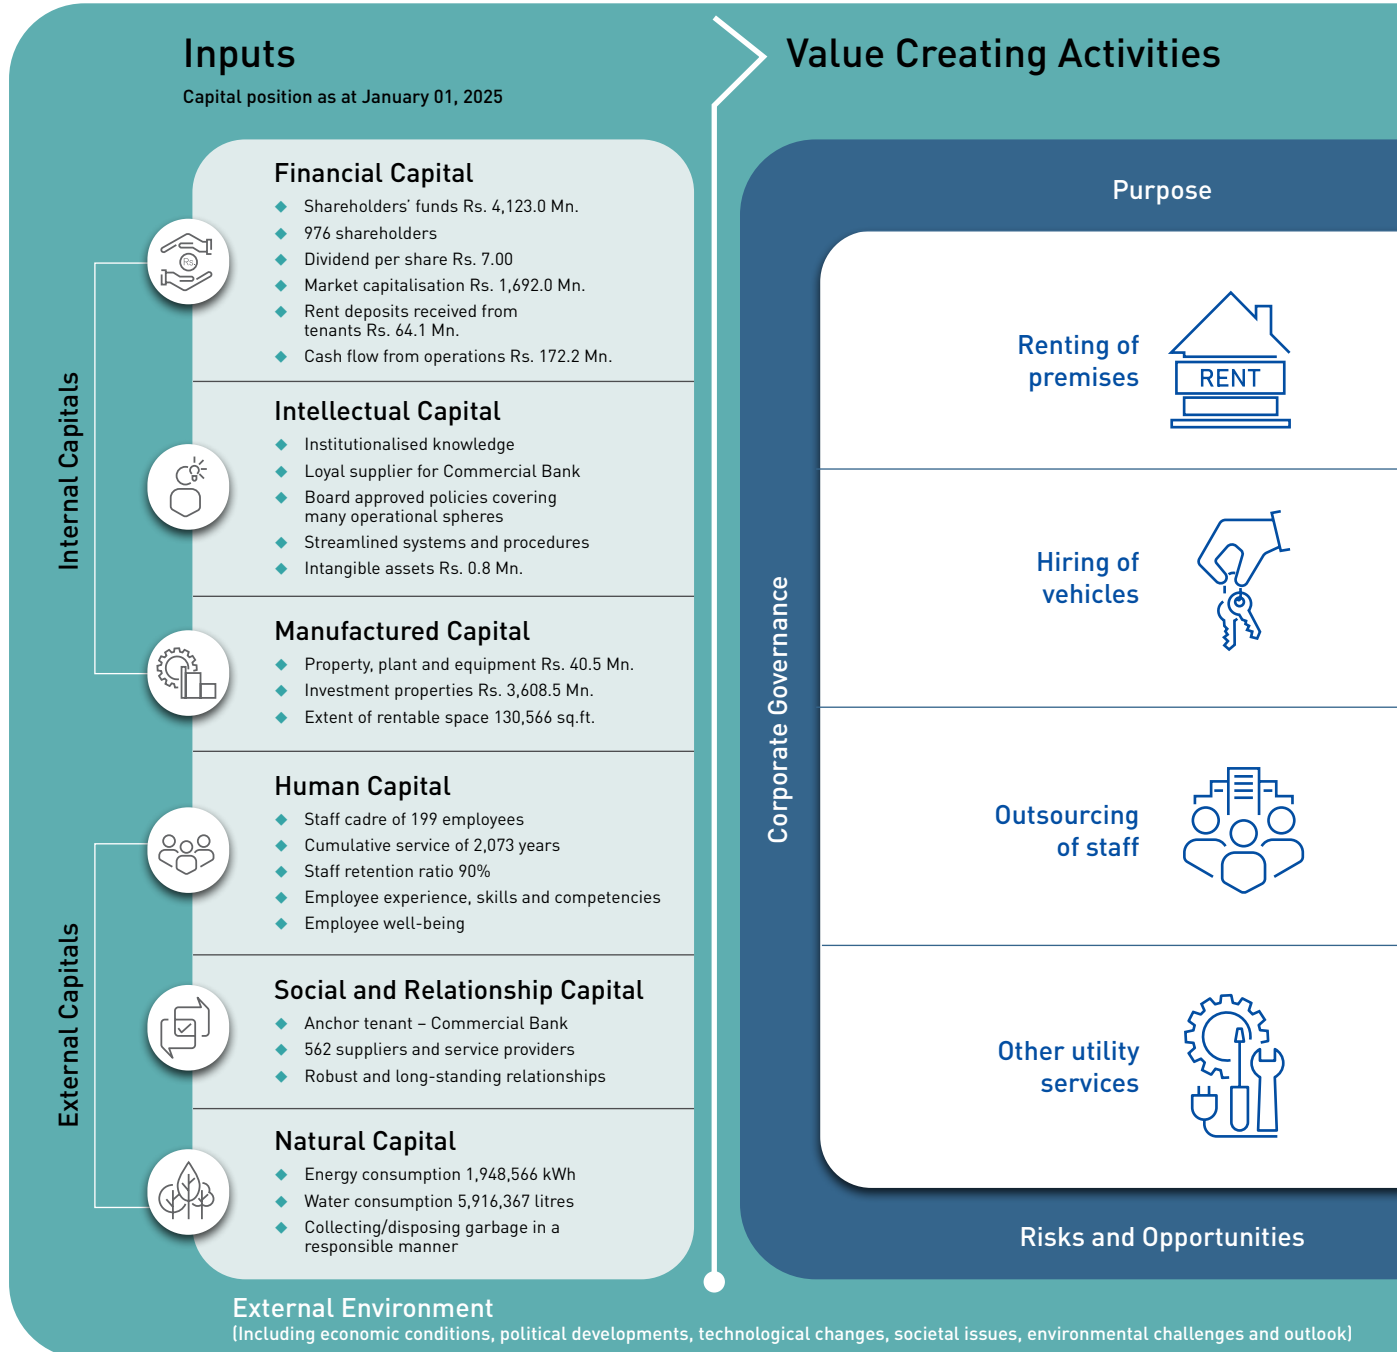 Inputs
Capital position as at January 01, 2025
Internal Capitals
Financial Capital
Rs.
Shareholders’ funds Rs. 4,123.0 Mn.
976 shareholders
Dividend per share Rs. 7.00
Market capitalisation Rs. 1,692.0 Mn.
Rent deposits received from
tenants Rs. 64.1 Mn.
Cash flow from operations Rs. 172.2 Mn.
Intellectual Capital
Institutionalised knowledge
Loyal supplier for Commercial Bank
Board approved policies covering
many operational spheres
Streamlined systems and procedures
Intangible assets Rs. 0.8 Mn.
Manufactured Capital
Property, plant and equipment Rs. 40.5 Mn.
Investment properties Rs. 3,608.5 Mn.
Extent of rentable space 130,566 sq.ft.
External Capitals
Human Capital
Staff cadre of 199 employees
Cumulative service of 2,073 years
Staff retention ratio 90%
Employee experience, skills and competencies
Employee well-being
Social and Relationship Capital
Anchor tenant – Commercial Bank
562 suppliers and service providers
Robust and long-standing relationships
Natural Capital
Energy consumption 1,948,566 kWh
Water consumption 5,916,367 litres
Collecting/disposing garbage in a
responsible manner
Value Creating Activities
Purpose
Corporate Governance
Renting of
premises
RENT
Hiring of
vehicles
Outsourcing
of staff
Other utility
services
Risks and Opportunities
External Environment
(Including economic conditions, political developments, technological changes, societal issues, environmental challenges and outlook)